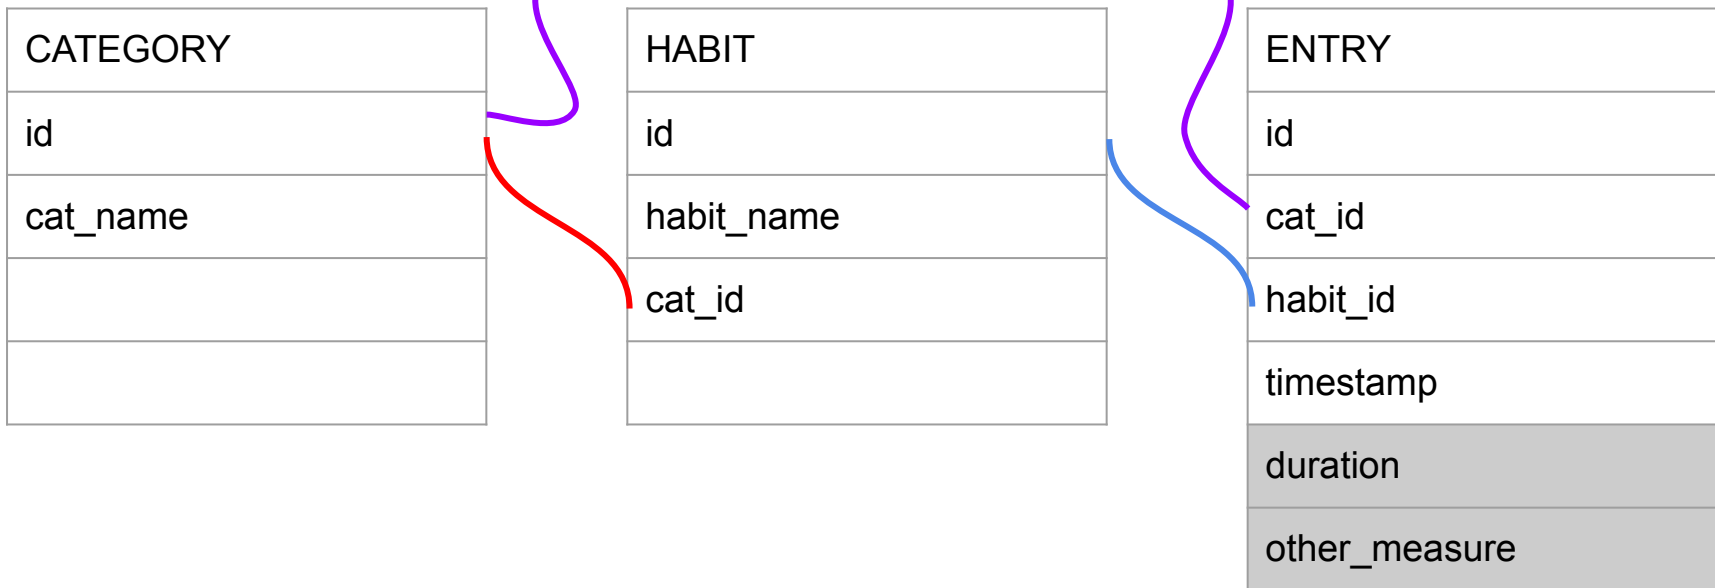 CATEGORY
id
cat_name
HABIT
id
habit_name
cat_id
ENTRY
id
cat_id
habit_id
timestamp
duration
other_measure